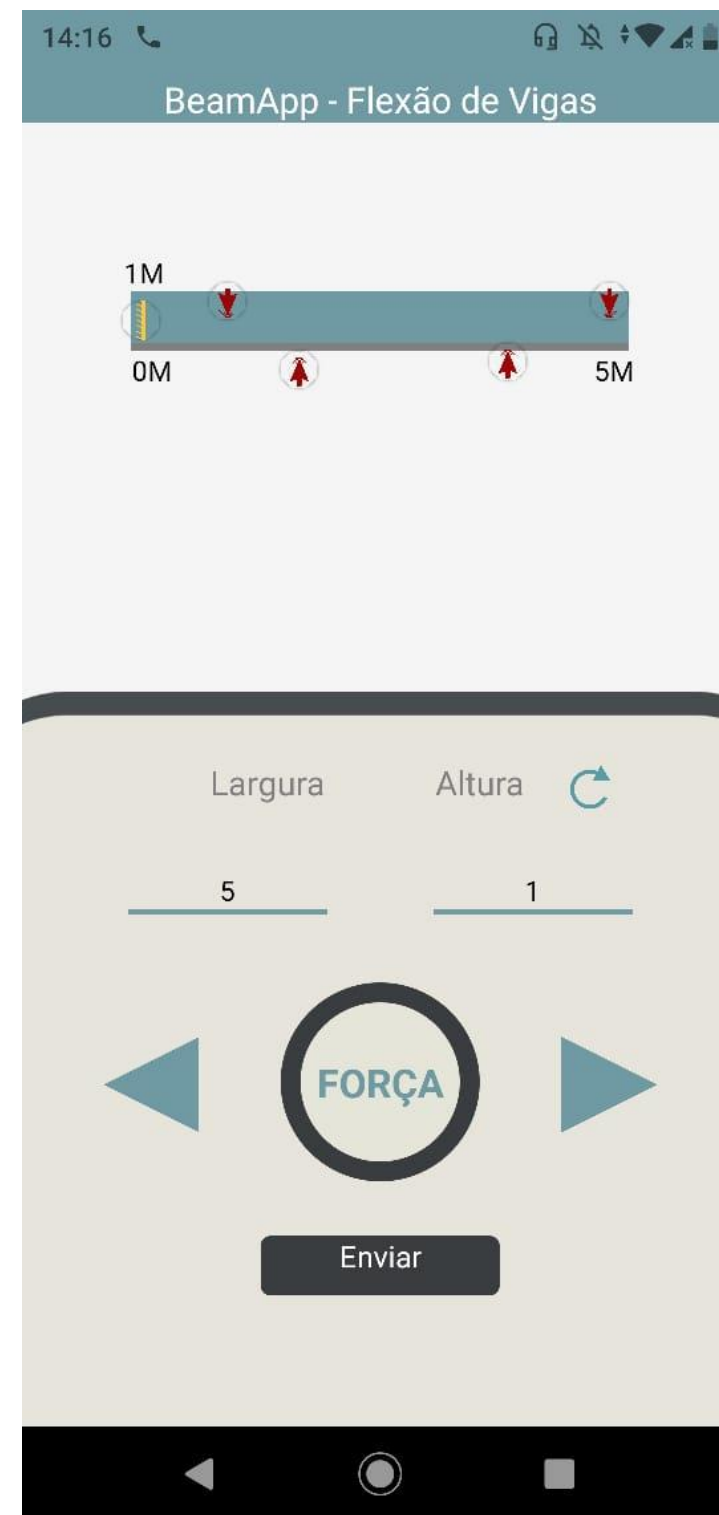 14:16
BeamApp - Flexão de Vigas
1M
0M 5M
Largura Altura
5 1
FORÇA
Enviar